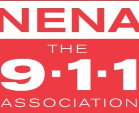 NENA
THE
9·1·1
ASSOCIATION